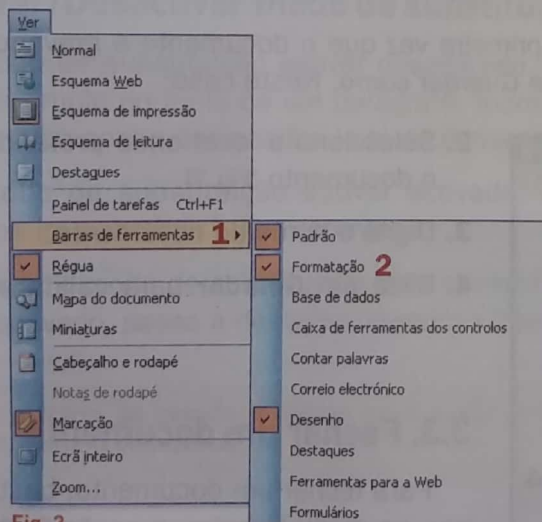 Ver
Normal
Esquema Web
Esquema de impressão
Esquema de leitura
Destaques
Painel de tarefas Ctrl+F1
Barras de ferramentas 1
Régua
Mapa do documento
Miniaturas
Cabeçalho e rodapé
Notas de rodapé
Marcação
Ecrã inteiro
Zoom...
Padrão
Formatação 2
Base de dados
Caixa de ferramentas dos controlos
Contar palavras
Correio electrónico
Desenho
Destaques
Ferramentas para a Web
Formulários